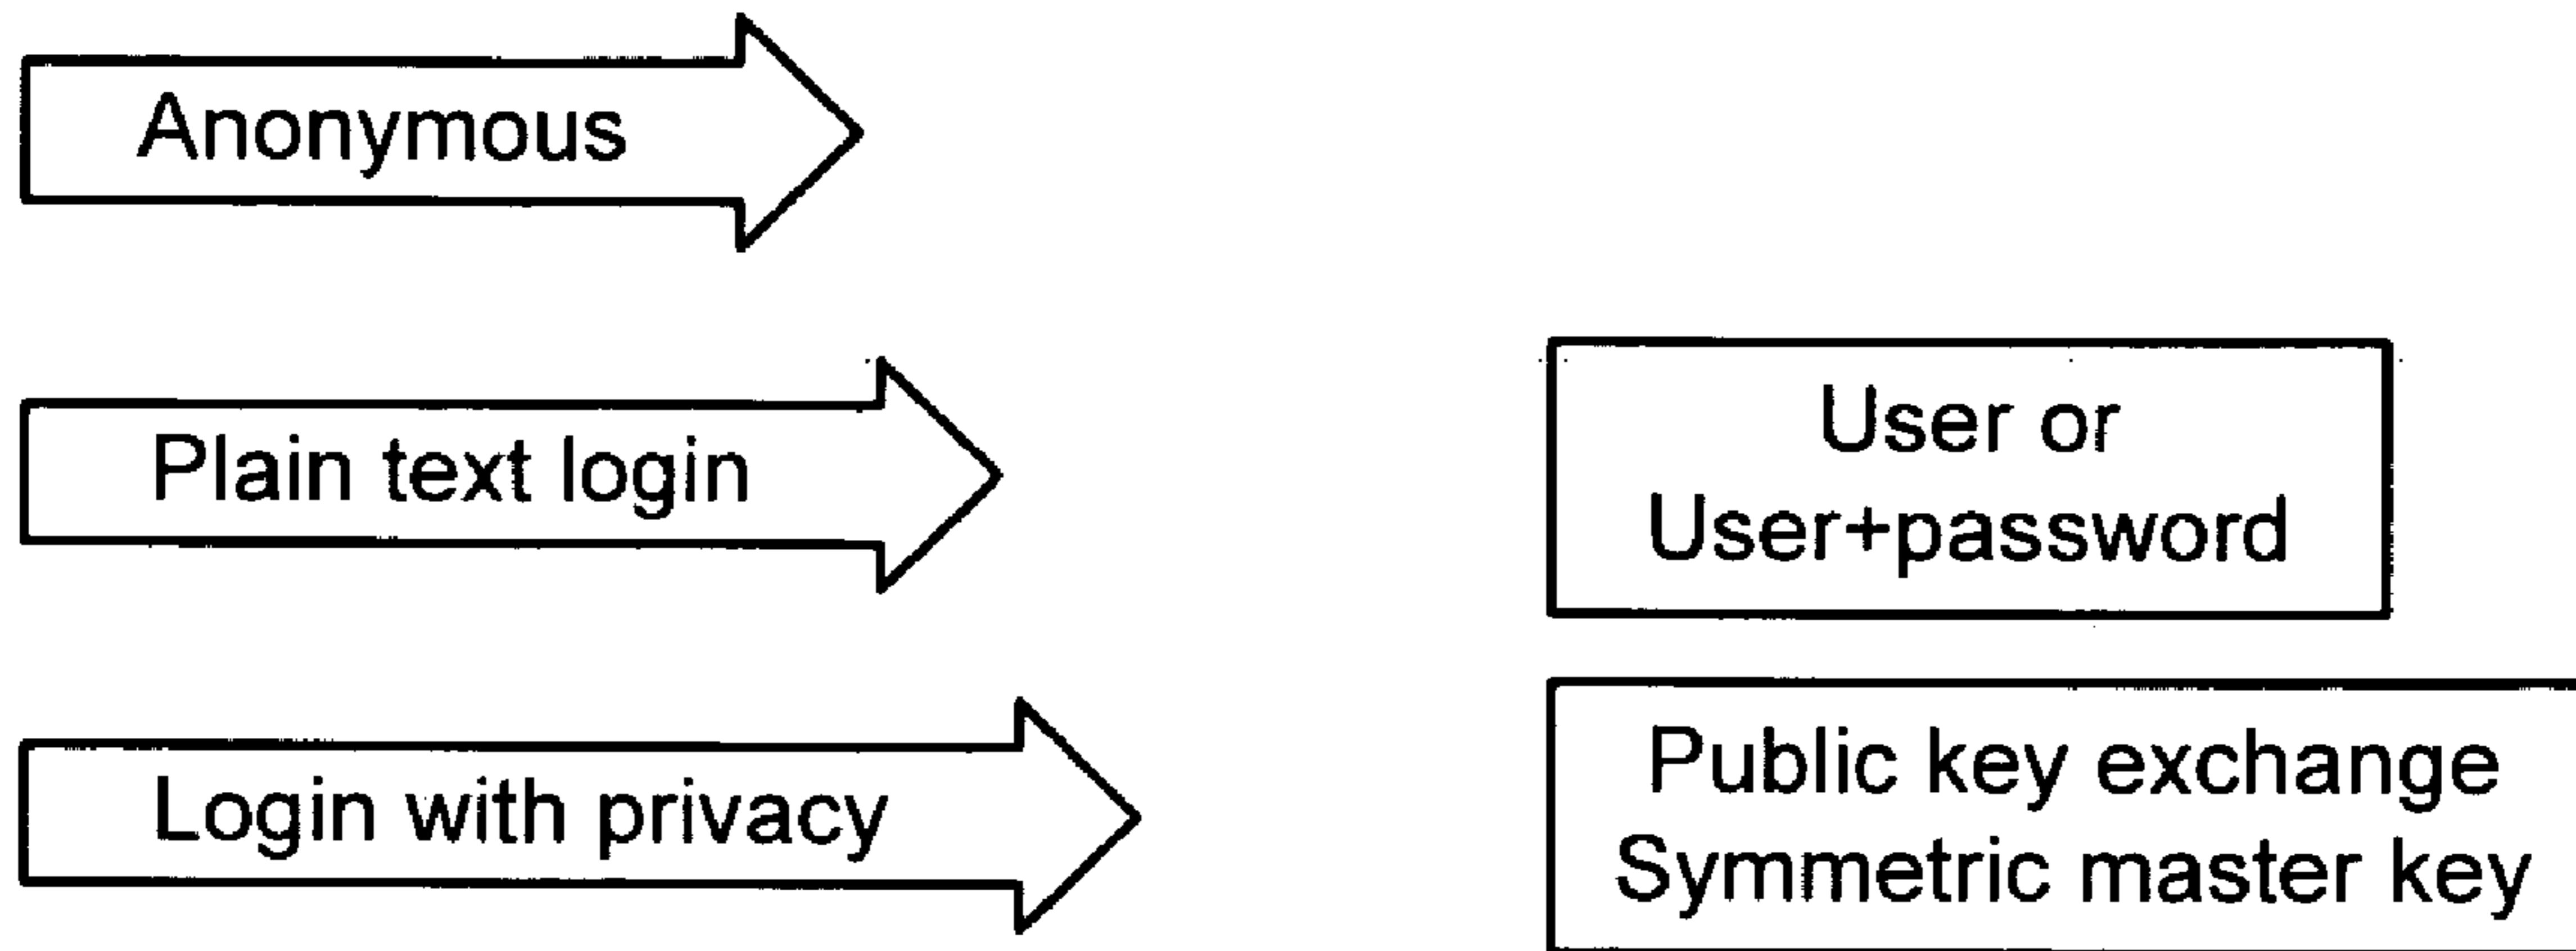 Anonymous
Plain text login
User or
User+password
Login with privacy
Public key exchange
Symmetric master key